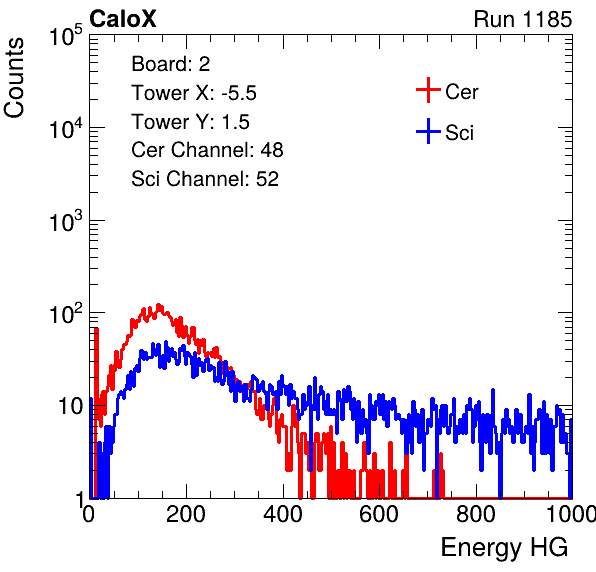 CaloX Run 1185
Counts
10^5
10^4
10^3
10^2
10
1
Board: 2
Tower X: -5.5
Tower Y: 1.5
Cer Channel: 48
Sci Channel: 52
Cer
Sci
0 200 400 600 800 1000
Energy HG